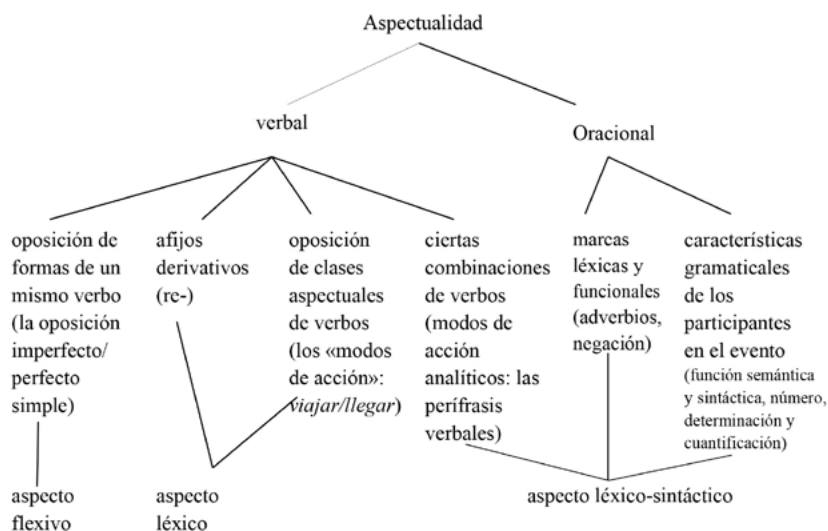 Aspectualidad
verbal
Oracional
oposición de
formas de un
mismo verbo
(la oposición
imperfecto/
perfecto
simple)
afijos
derivativos
(re-)
oposición
de clases
aspectuales
de verbos
(los «modos
de acción»:
viajar/llegar)
ciertas
combinaciones
de verbos
(modos de
acción
analíticos: las
perífrasis
verbales)
marcas
léxicas y
funcionales
(adverbios,
negación)
características
gramaticales
de los
participantes
en el evento
(función semántica
y sintáctica, número,
determinación y
cuantificación)
aspecto
flexivo
aspecto
léxico
aspecto léxico-sintáctico